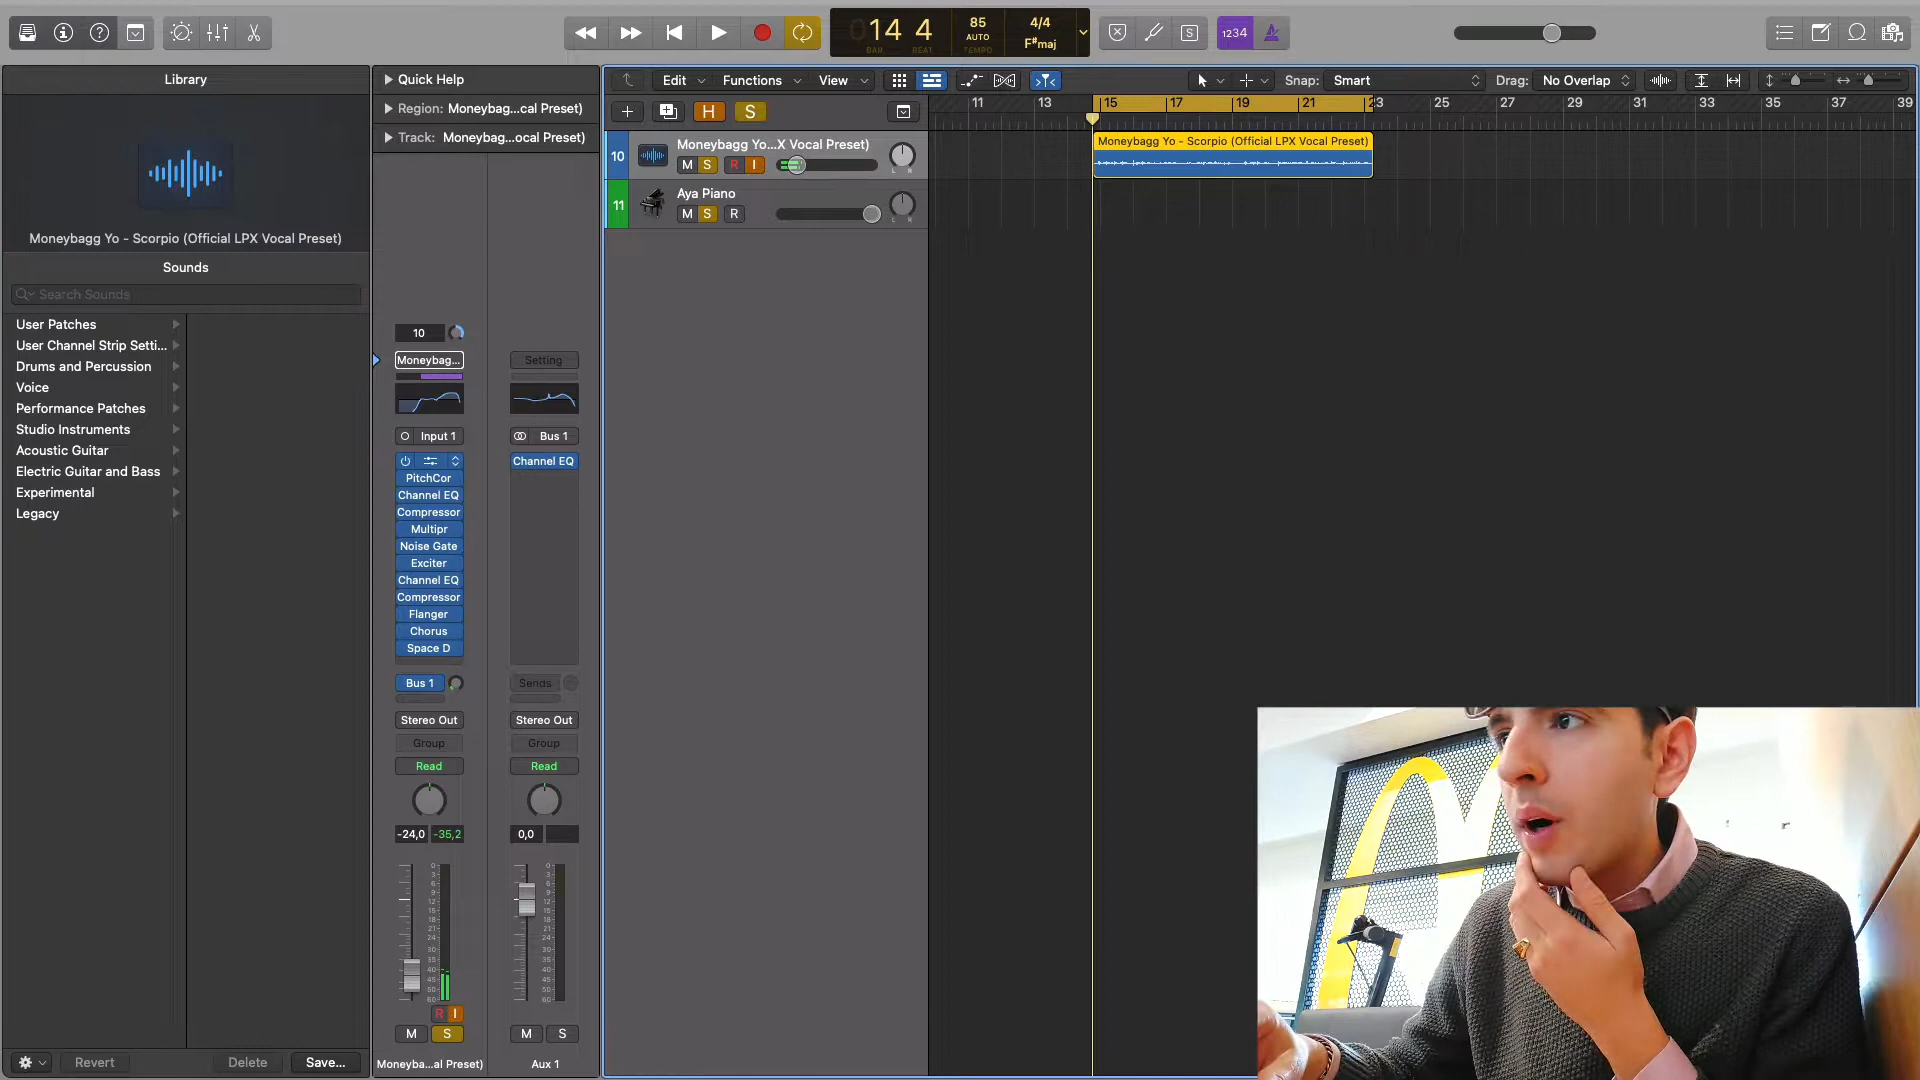 14 4
BAR
BEAT
85
AUTO
TEMPO
4/4
F#maj
1234
Library
Moneybagg Yo - Scorpio (Official LPX Vocal Preset)
Sounds
Search Sounds
User Patches
User Channel Strip Setti...
Drums and Percussion
Voice
Performance Patches
Studio Instruments
Acoustic Guitar
Electric Guitar and Bass
Experimental
Legacy
Revert
Delete
Save...
Quick Help
Region: Moneybag...cal Preset)
Track: Moneybag...ocal Preset)
10
Moneybag...
Setting
Input 1
Bus 1
PitchCor
Channel EQ
Compressor
Multipr
Noise Gate
Exciter
Channel EQ
Compressor
Flanger
Chorus
Space D
Channel EQ
Bus 1
Sends
Stereo Out
Stereo Out
Group
Group
Read
Read
-24,0 -35,2
0,0
R I
M S
M S
Moneyba...al Preset)
Aux 1
Edit Functions View
Snap: Smart
Drag: No Overlap
H S
11 13 15 17 19 21 23 25 27 29 31 33 35 37 39
10
Moneybagg Yo...X Vocal Preset)
M S R I
L R
11
Aya Piano
M S R
L R
Moneybagg Yo - Scorpio (Official LPX Vocal Preset)